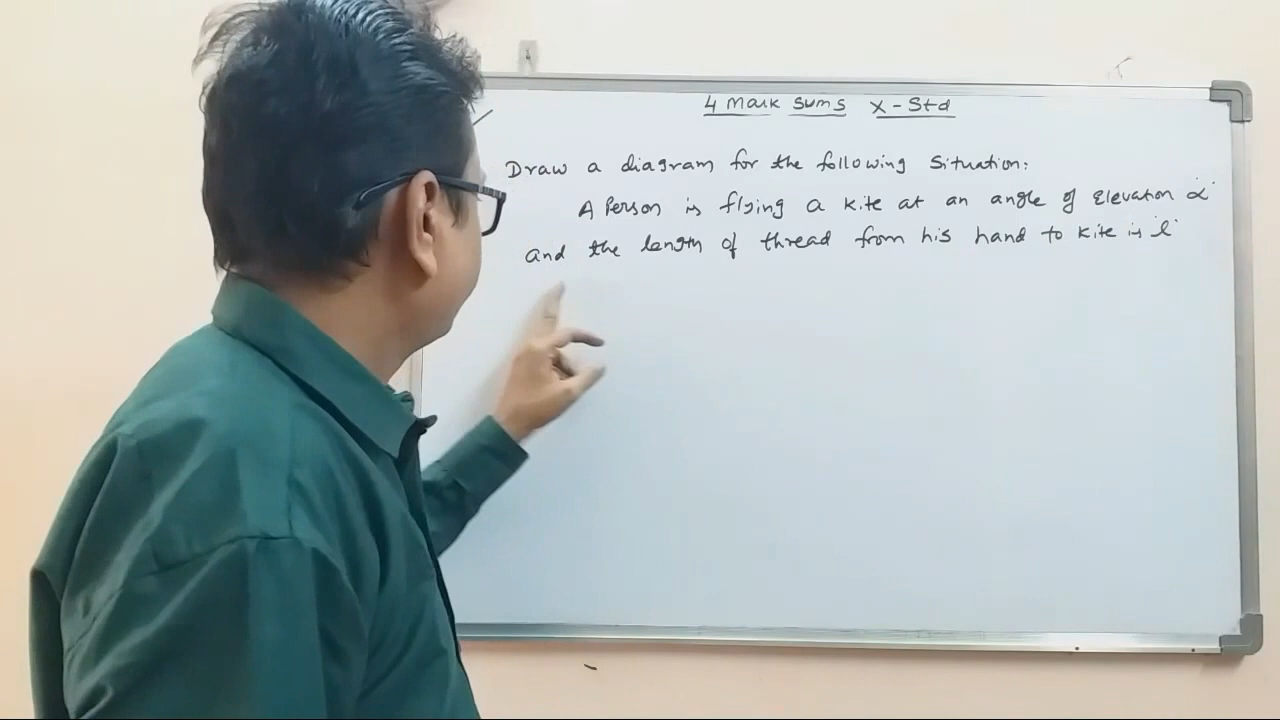 4 Mark Sums X-Std
Draw a diagram for the following Situation:
A Person is flying a kite at an angle of Elevation 'α'
and the length of thread from his hand to kite is 'l'